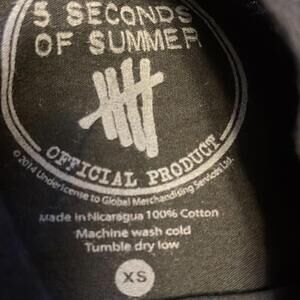 5 SECONDS
OF SUMMER
OFFICIAL PRODUCT
©2014 Under license to Global Merchandising Services Ltd.
Made in Nicaragua 100% Cotton
Machine wash cold
Tumble dry low
XS